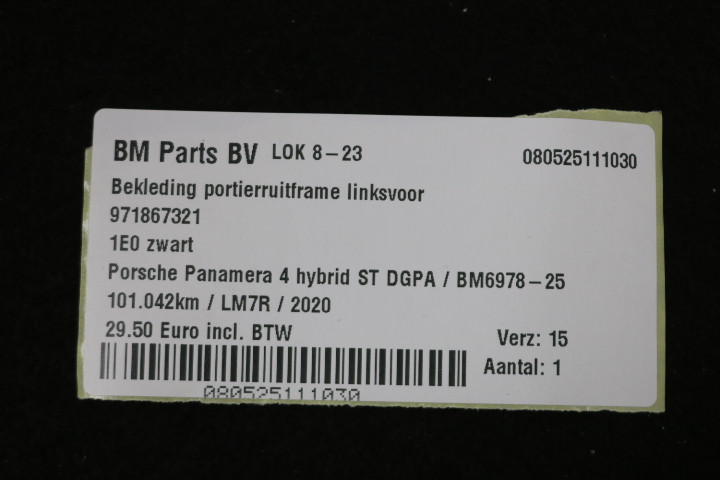 BM Parts BV LOK 8-23 080525111030
Bekleding portierruitframe linksvoor
971867321
1E0 zwart
Porsche Panamera 4 hybrid ST DGPA / BM6978-25
101.042km / LM7R / 2020
29.50 Euro incl. BTW
Verz: 15
Aantal: 1
080525111030